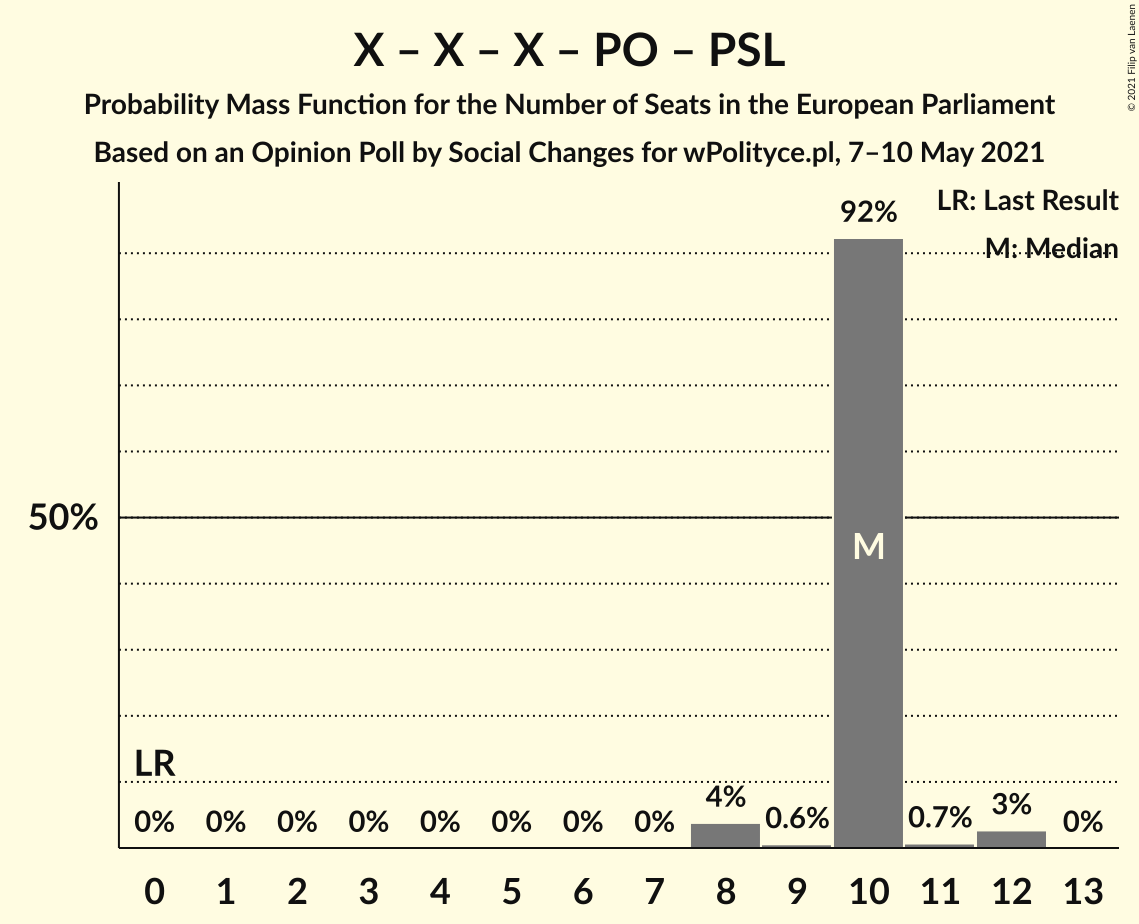 X – X – X – PO – PSL
Probability Mass Function for the Number of Seats in the European Parliament
Based on an Opinion Poll by Social Changes for wPolityce.pl, 7–10 May 2021
© 2021 Filip van Laenen
LR: Last Result
M: Median
92%
50%
M
LR
0% 0% 0% 0% 0% 0% 0% 0% 4% 0.6% 0.7% 3% 0%
0 1 2 3 4 5 6 7 8 9 10 11 12 13